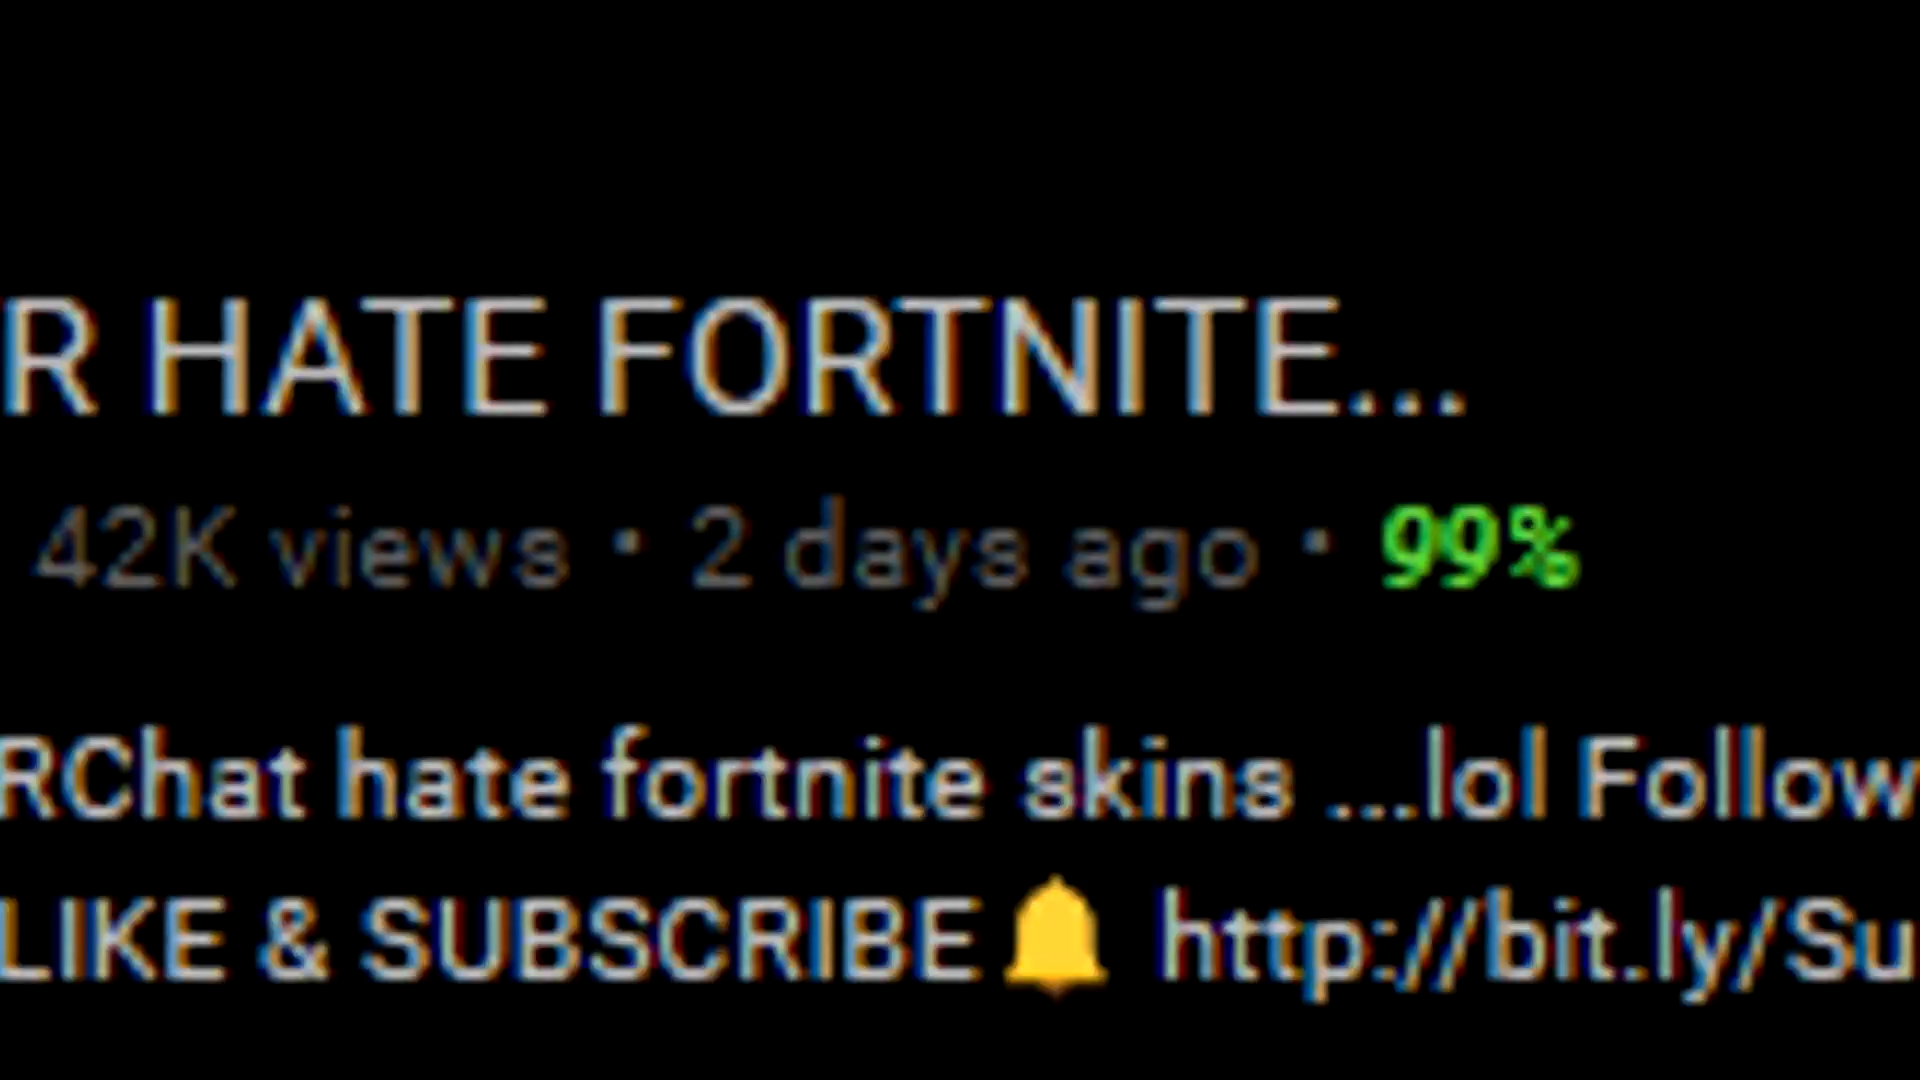 R HATE FORTNITE...
42K views • 2 days ago • 99%
RChat hate fortnite skins ...lol Follow
LIKE & SUBSCRIBE🔔 http://bit.ly/Su